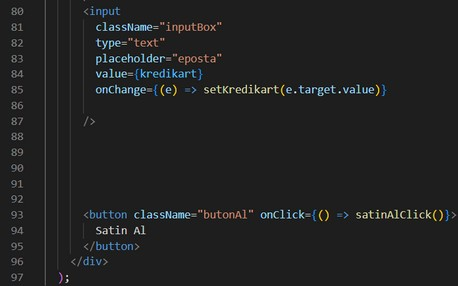 80 <input
81 className="inputBox"
82 type="text"
83 placeholder="eposta"
84 value={kredikart}
85 onChange={(e) => setKredikart(e.target.value)}
86
87 />
88
89
90
91
92
93 <button className="butonAl" onClick={() => satinAlClick()}>
94 Satin Al
95 </button>
96 </div>
97 );